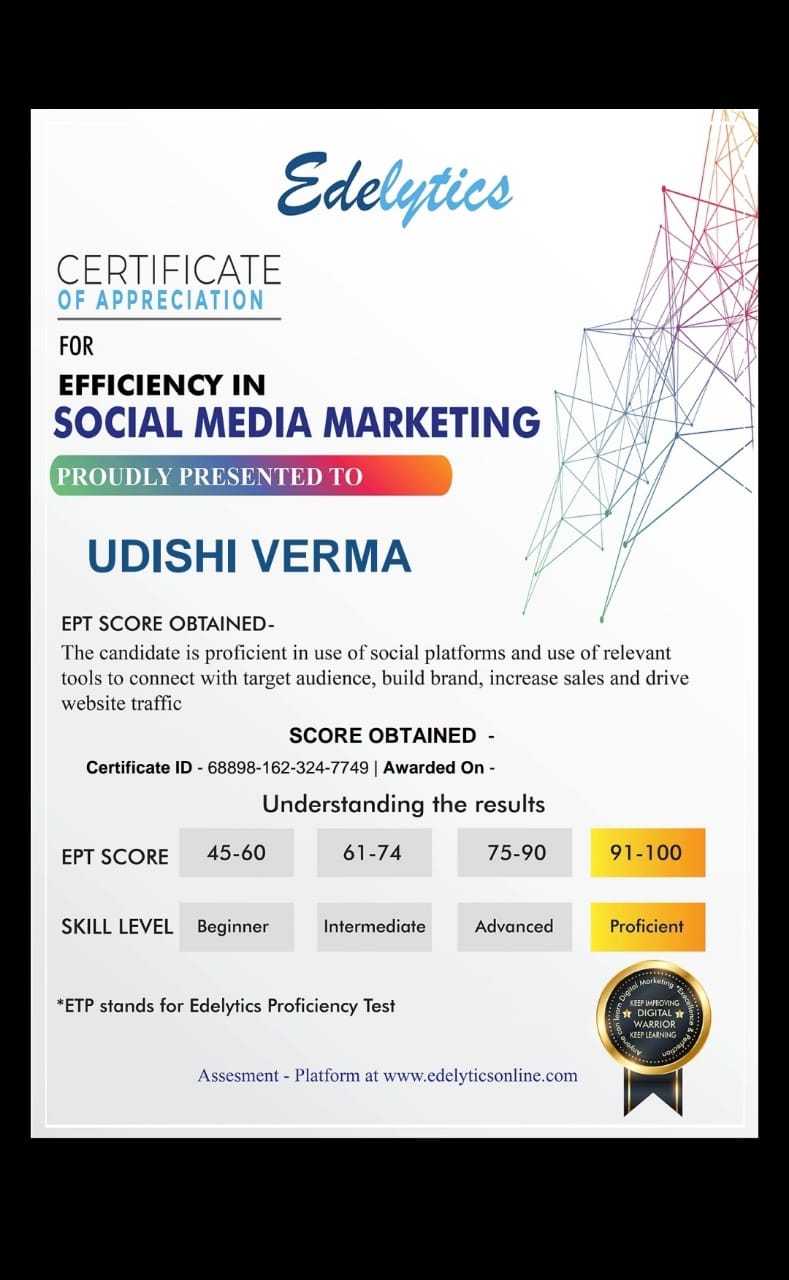 Edelytics
CERTIFICATE
OF APPRECIATION
FOR
EFFICIENCY IN
SOCIAL MEDIA MARKETING
PROUDLY PRESENTED TO
UDISHI VERMA
EPT SCORE OBTAINED-
The candidate is proficient in use of social platforms and use of relevant
tools to connect with target audience, build brand, increase sales and drive
website traffic
SCORE OBTAINED -
Certificate ID - 68898-162-324-7749 | Awarded On -
Understanding the results
EPT SCORE 45-60 61-74 75-90 91-100
SKILL LEVEL Beginner Intermediate Advanced Proficient
*ETP stands for Edelytics Proficiency Test
Anyone can learn Digital Marketing
KEEP IMPROVING
DIGITAL
WARRIOR
KEEP LEARNING
& Perfection
Assesment - Platform at www.edelyticsonline.com